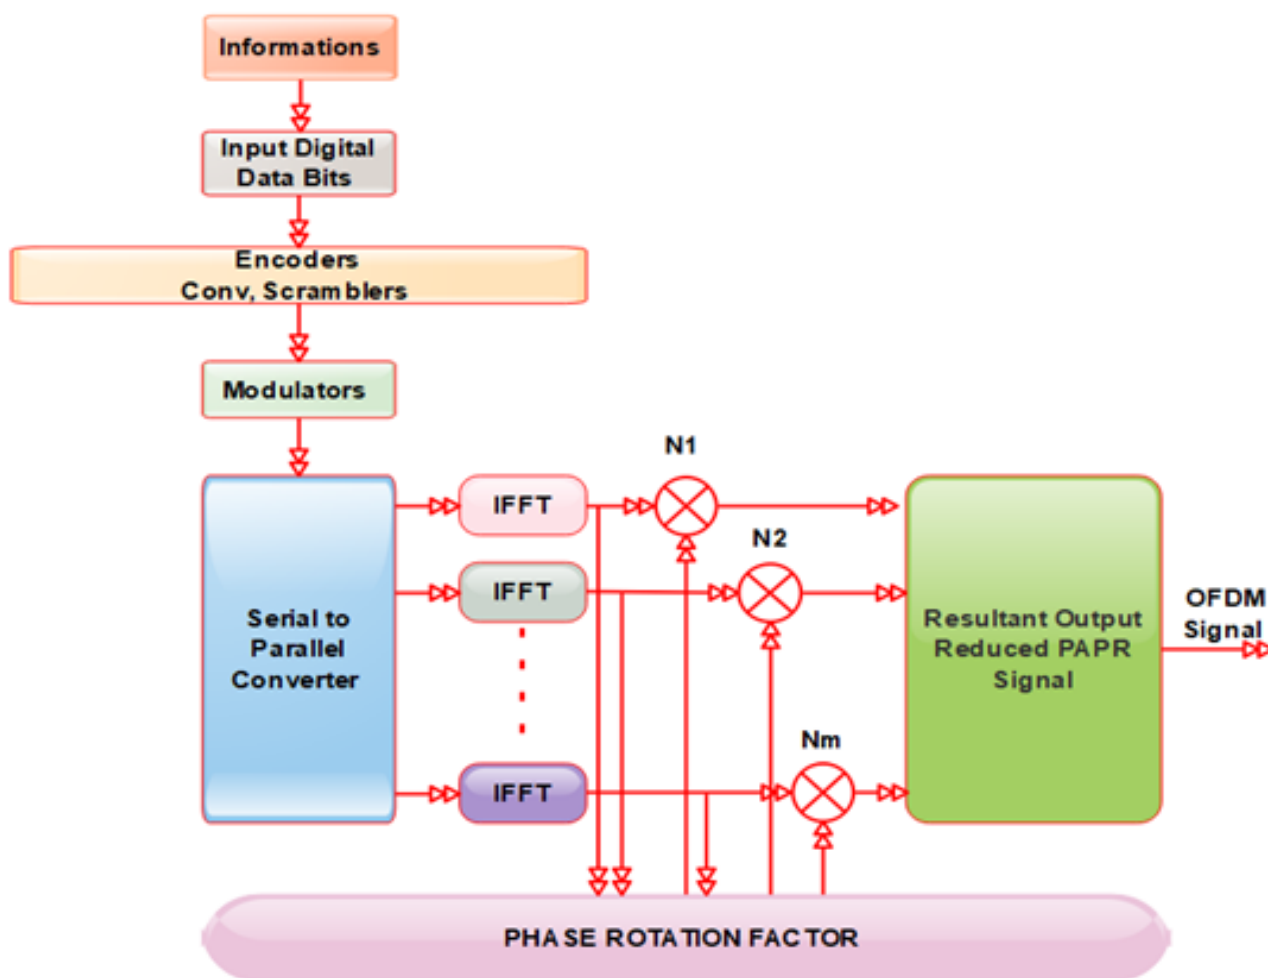 Informations
Input Digital
Data Bits
Encoders
Conv, Scramblers
Modulators
N1
IFFT
N2
IFFT
Serial to
Parallel
Converter
Resultant Output
Reduced PAPR
Signal
OFDM
Signal
Nm
IFFT
PHASE ROTATION FACTOR